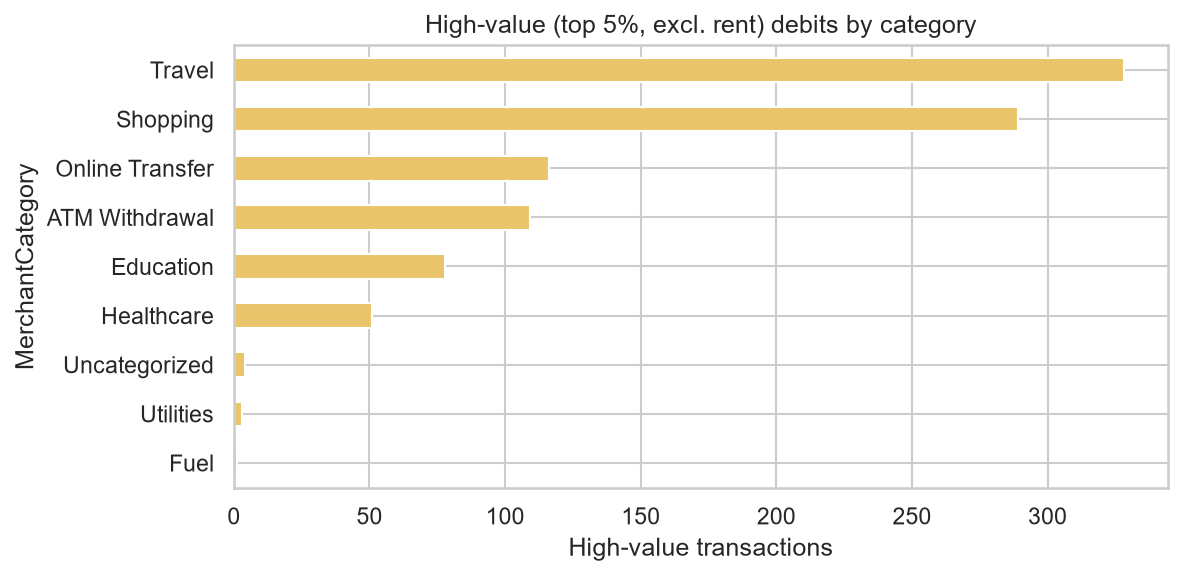 High-value (top 5%, excl. rent) debits by category
MerchantCategory
Travel
Shopping
Online Transfer
ATM Withdrawal
Education
Healthcare
Uncategorized
Utilities
Fuel
0 50 100 150 200 250 300
High-value transactions